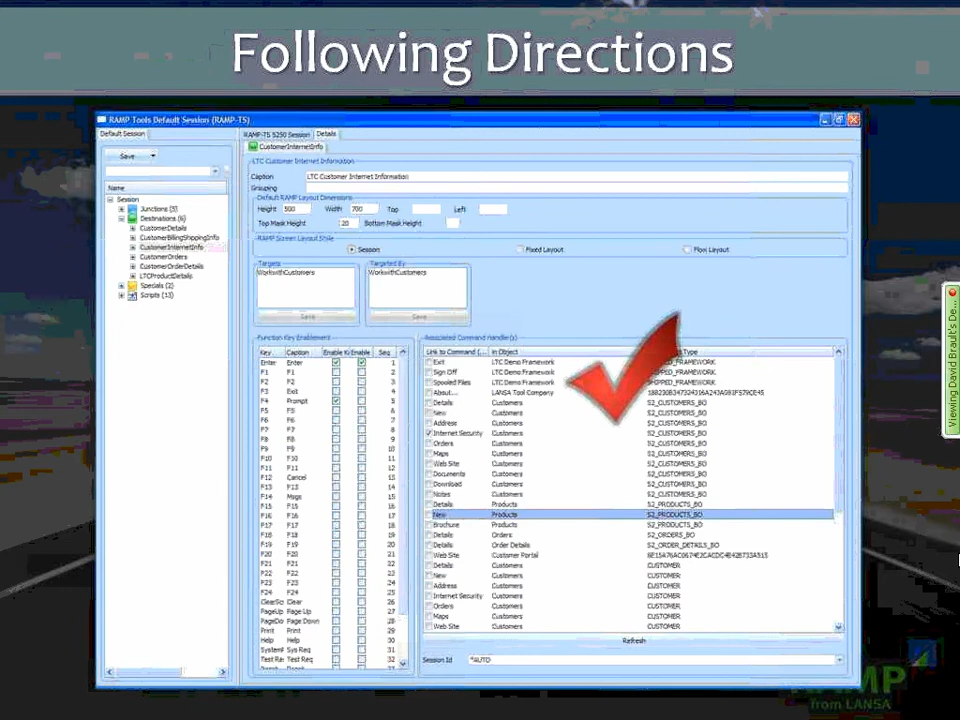 Following Directions
RAMP Tools Default Session (RAMP-TS)
Default Session
Save
Name
Session
Junctions (5)
Destinations (6)
CustomerDetails
CustomerBillingShippingInfo
CustomerInternetInfo
CustomerOrders
CustomerOrderDetails
LTCProductDetails
Specials (2)
Scripts (13)
RAMP-TS 5250 Session Details
CustomerInternetInfo
LTC Customer Internet Information
Caption LTC Customer Internet Information
Grouping
Default RAMP Layout Dimensions
Height 500 Width 700 Top Left
Top Mask Height 20 Bottom Mask Height
RAMP Screen Layout Style
Session Fixed Layout Flow Layout
Targets Targeted By
WorkwithCustomers WorkwithCustomers
Save Save
Function Key Enablement
Key Caption Enable Enable Seq
Enter Enter 1
F1 F1 2
F2 F2 3
F3 Exit 4
F4 Prompt 5
F5 F5 6
F6 F6 7
F7 F7 8
F8 F8 9
F9 F9 10
F10 F10 11
F11 F11 12
F12 Cancel 13
F13 F13 14
F14 Msgs 15
F15 F15 16
F16 F16 17
F17 F17 18
F18 F18 19
F19 F19 20
F20 F20 21
F21 F21 22
F22 F22 23
F23 F23 24
F24 F24 25
Clear 26
PageUp Page Up 27
PageDo Page Down 28
Print Print 29
Help Help 30
System Sys Req 31
Test Re Test Req 32
Associated Command Handler(s)
Link to Command (... In Object Type
Exit LTC Demo Framework FRAMEWORK
Sign Off LTC Demo Framework FRAMEWORK
Spooled Files LTC Demo Framework SHIPPED_FRAMEWORK
About... LANSA Tool Company
Details Customers S2_CUSTOMERS_BO
New Customers S2_CUSTOMERS_BO
Address Customers S2_CUSTOMERS_BO
Internet Security Customers S2_CUSTOMERS_BO
Orders Customers S2_CUSTOMERS_BO
Maps Customers S2_CUSTOMERS_BO
Web Site Customers S2_CUSTOMERS_BO
Documents Customers S2_CUSTOMERS_BO
Download Customers S2_CUSTOMERS_BO
Notes Customers S2_CUSTOMERS_BO
Details Products S2_PRODUCTS_BO
New Products S2_PRODUCTS_BO
Brochure Products S2_PRODUCTS_BO
Details Orders S2_ORDERS_BO
Details Order Details S2_ORDER_DETAILS_BO
Web Site Customer Portal
Details Customers CUSTOMER
New Customers CUSTOMER
Address Customers CUSTOMER
Internet Security Customers CUSTOMER
Orders Customers CUSTOMER
Maps Customers CUSTOMER
Web Site Customers CUSTOMER
Refresh
Session Id *AUTO
Viewing David Brault's De...
RAMP
from LANSA